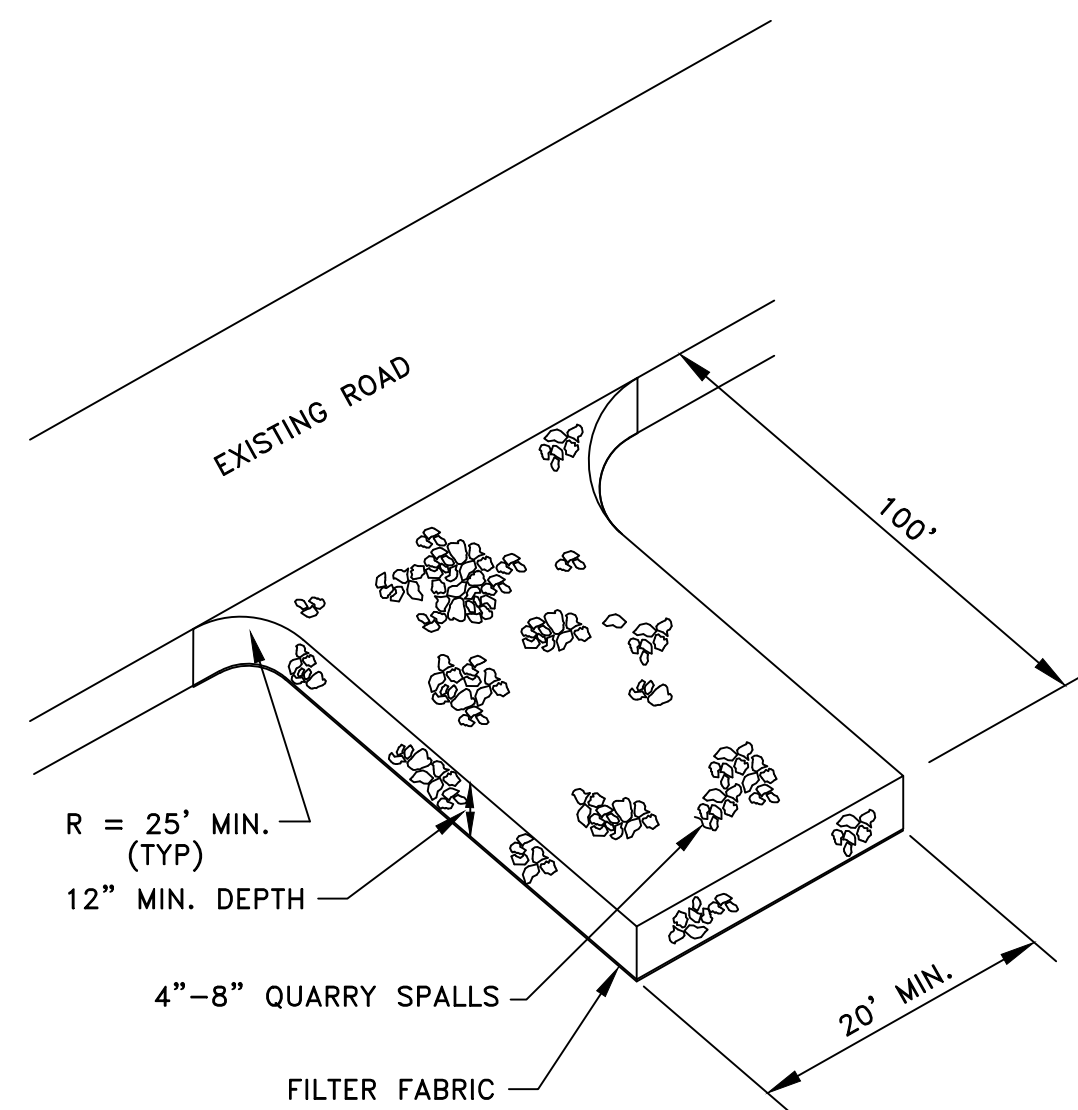 EXISTING ROAD
100'
R = 25' MIN.
(TYP)
12" MIN. DEPTH
4"-8" QUARRY SPALLS
20' MIN.
FILTER FABRIC